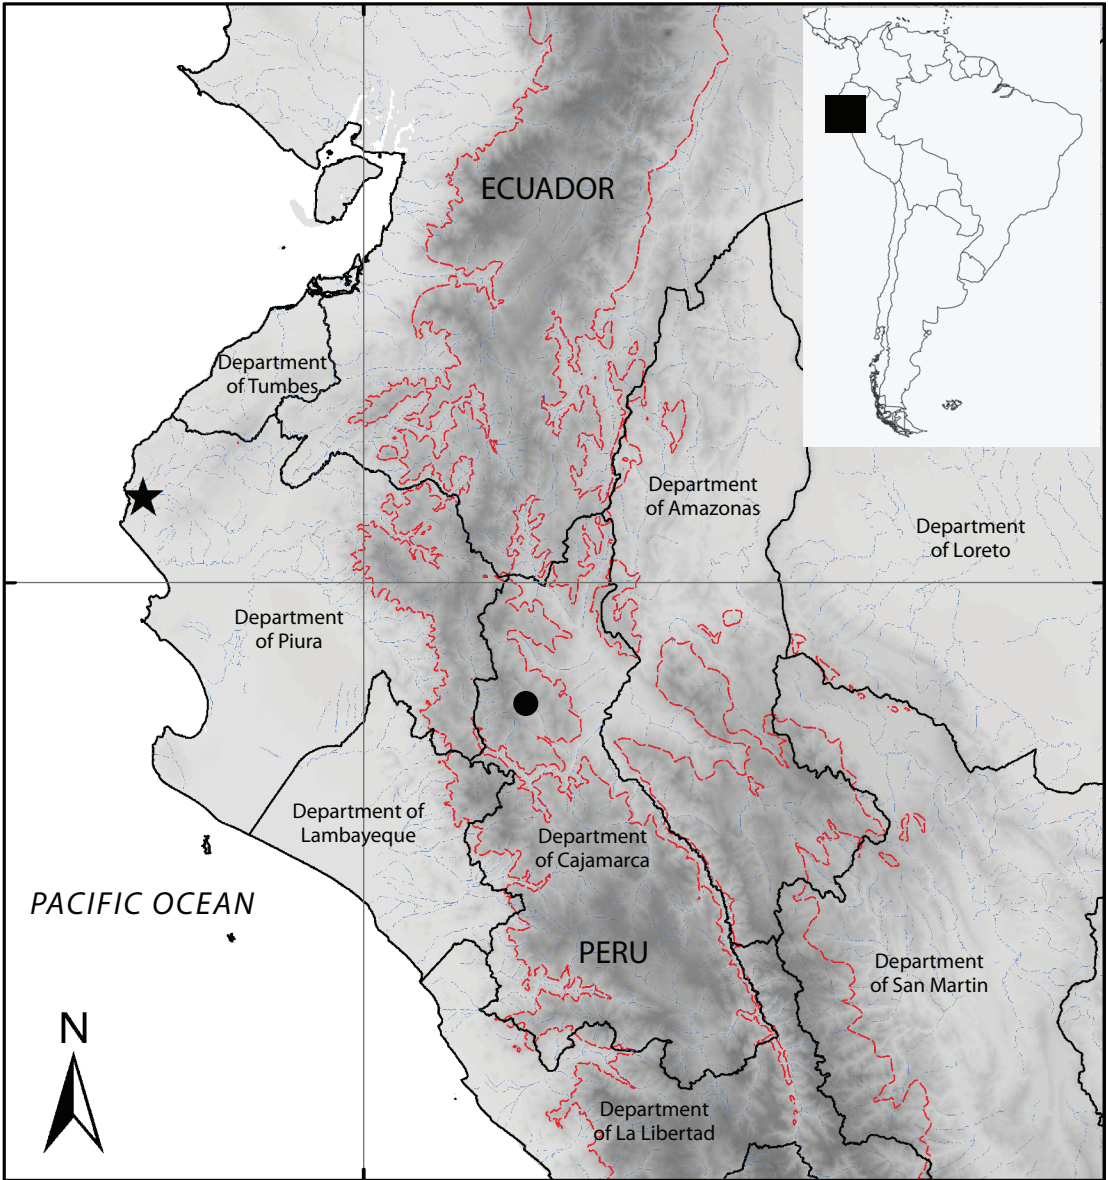 ECUADOR
Department
of Tumbes
Department
of Amazonas
Department
of Loreto
Department
of Piura
Department of
Lambayeque
Department
of Cajamarca
PACIFIC OCEAN
PERU
Department
of San Martin
N
Department
of La Libertad